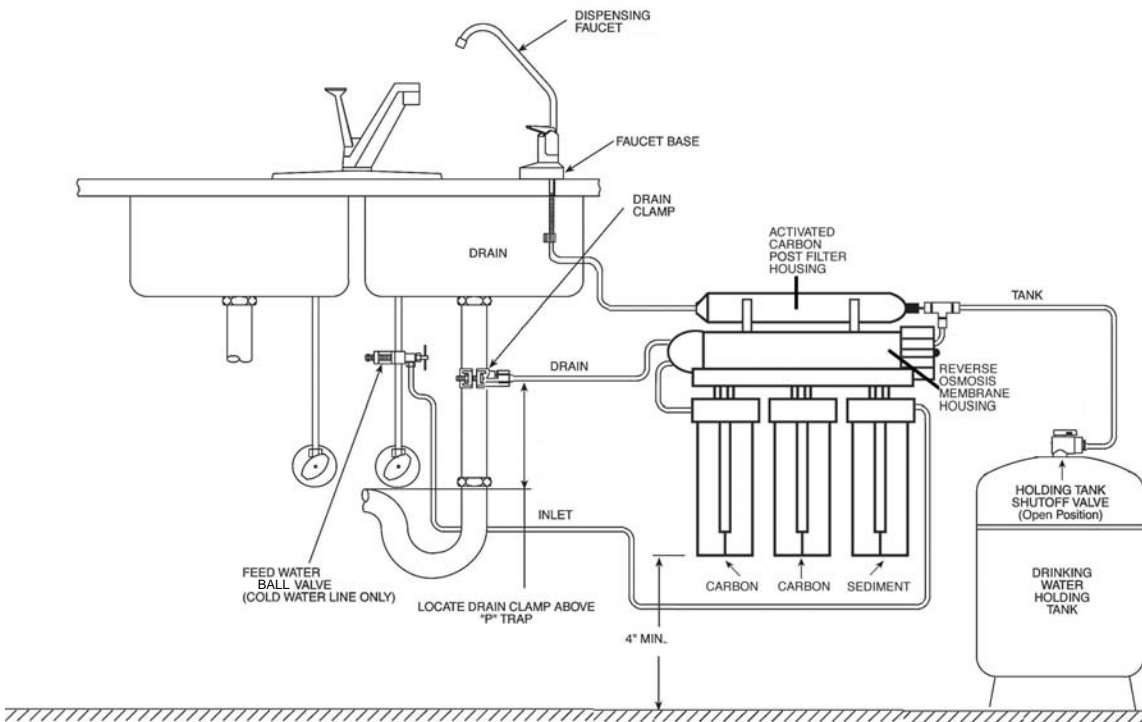 DISPENSING
FAUCET
FAUCET BASE
DRAIN
CLAMP
DRAIN
ACTIVATED
CARBON
POST FILTER
HOUSING
TANK
DRAIN
REVERSE
OSMOSIS
MEMBRANE
HOUSING
HOLDING TANK
SHUTOFF VALVE
(Open Position)
INLET
FEED WATER
BALL VALVE
(COLD WATER LINE ONLY)
CARBON
CARBON
SEDIMENT
DRINKING
WATER
HOLDING
TANK
LOCATE DRAIN CLAMP ABOVE
"P" TRAP
4" MIN.